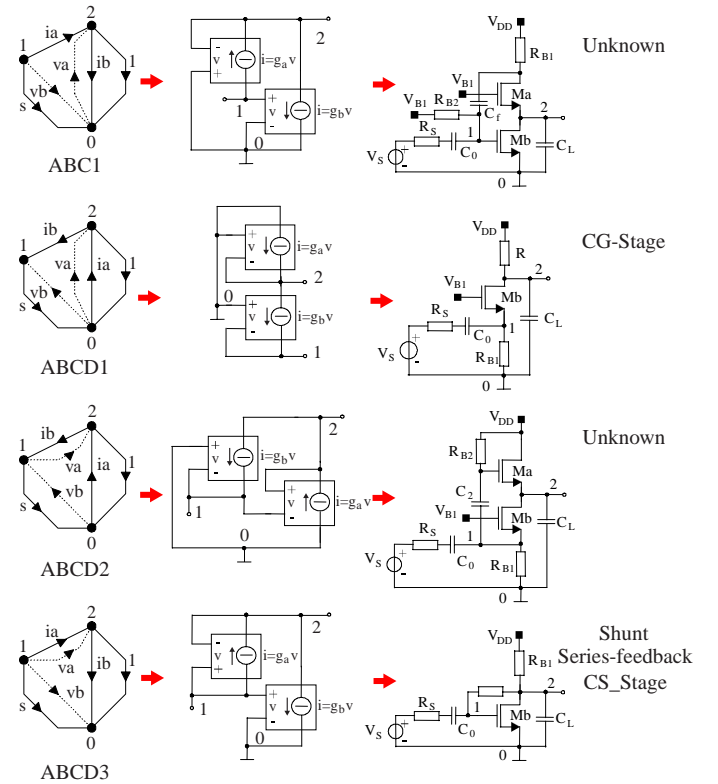 2
ia
ib
1
va
1
vb
s
0
ABC1
2
-
v
+
i=gav
1
+
v
-
i=gbv
0
VDD
RB1
VB1
Ma
VB1
RB2
Cf
2
RS
1
C0
Mb
CL
VS
+
-
0
Unknown
2
ib
1
va
ia
1
vb
s
0
ABCD1
+
v
-
i=gav
2
0
+
v
-
i=gbv
1
VDD
R
2
VB1
Mb
RS
C0
1
CL
VS
+
-
RB1
0
CG-Stage
2
ib
1
va
ia
1
vb
s
0
ABCD2
2
+
v
-
i=gbv
1
+
v
-
i=gav
0
VDD
RB2
Ma
C2
2
VB1
Mb
RS
1
C0
CL
VS
+
-
RB1
0
Unknown
2
ia
1
va
ib
1
vb
s
0
ABCD3
2
-
v
+
i=gav
1
+
v
-
i=gbv
0
VDD
RB1
2
RS
1
C0
Mb
CL
VS
+
-
0
Shunt
Series-feedback
CS_Stage